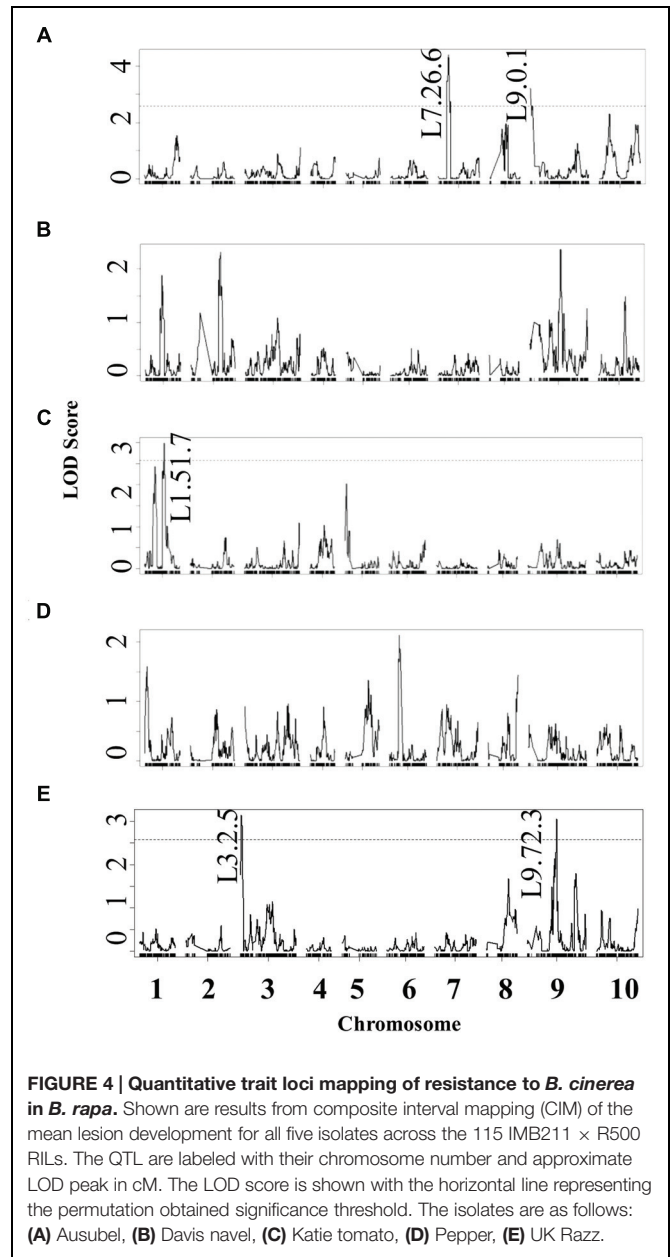 A
4
2
0
L7.26.6
L9.0.1
B
2
1
0
C
3
2
1
0
L1.51.7
LOD Score
D
2
1
0
E
3
2
1
0
L3.2.5
L9.72.3
1 2 3 4 5 6 7 8 9 10
Chromosome
FIGURE 4 | Quantitative trait loci mapping of resistance to B. cinerea
in B. rapa. Shown are results from composite interval mapping (CIM) of the
mean lesion development for all five isolates across the 115 IMB211 × R500
RILs. The QTL are labeled with their chromosome number and approximate
LOD peak in cM. The LOD score is shown with the horizontal line representing
the permutation obtained significance threshold. The isolates are as follows:
(A) Ausubel, (B) Davis navel, (C) Katie tomato, (D) Pepper, (E) UK Razz.